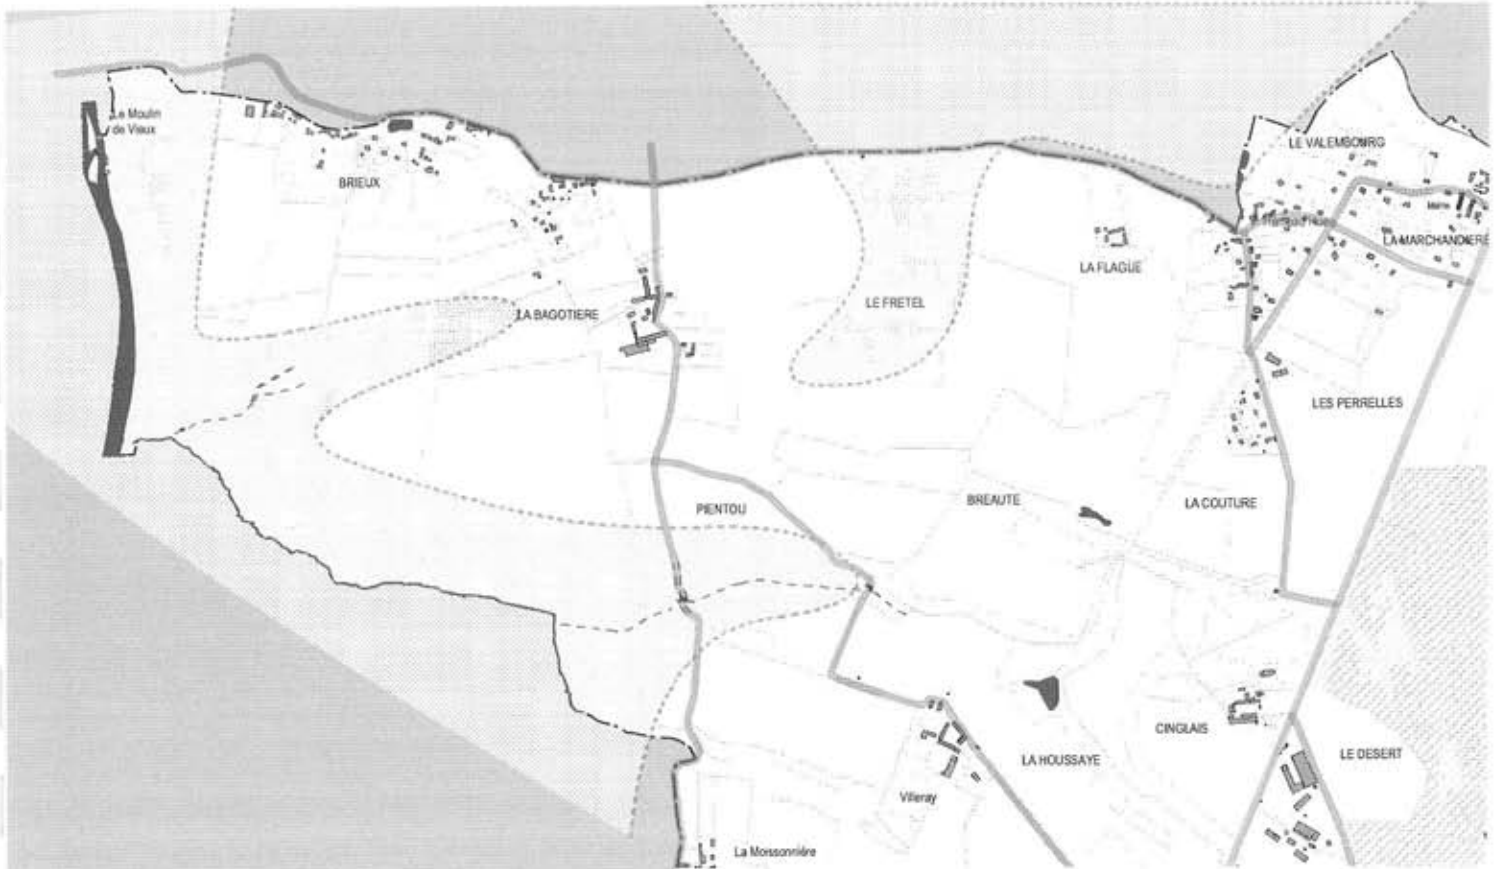 Le Moulin
de Vieux
LE VALEMBOURG
BRIEUX
Mairie
LA MARCHANDIERE
LA FLAGUE
LE FRETEL
LA BAGOTIERE
LES PERRELLES
BREAUTE
LA COUTURE
PIENTOU
CINGLAIS
LE DESERT
LA HOUSSAYE
Villeray
La Moissonnière